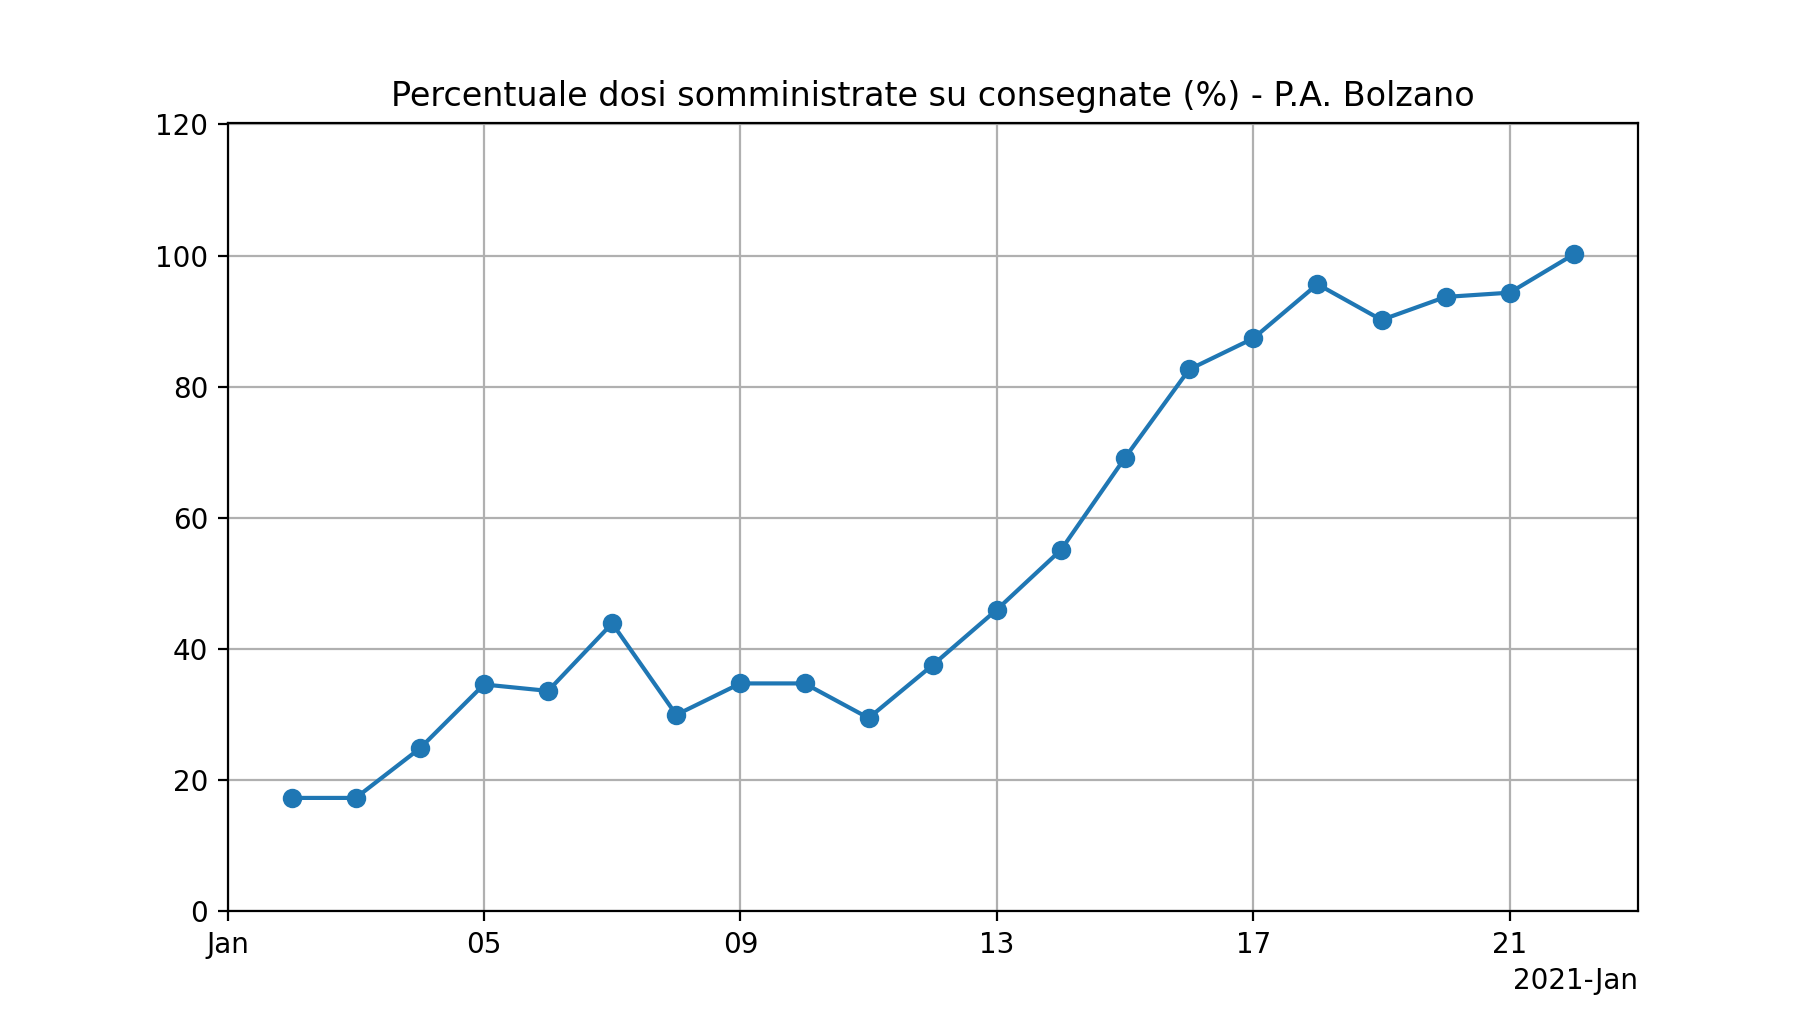 Percentuale dosi somministrate su consegnate (%) - P.A. Bolzano
120
100
80
60
40
20
0
Jan 05 09 13 17 21
2021-Jan